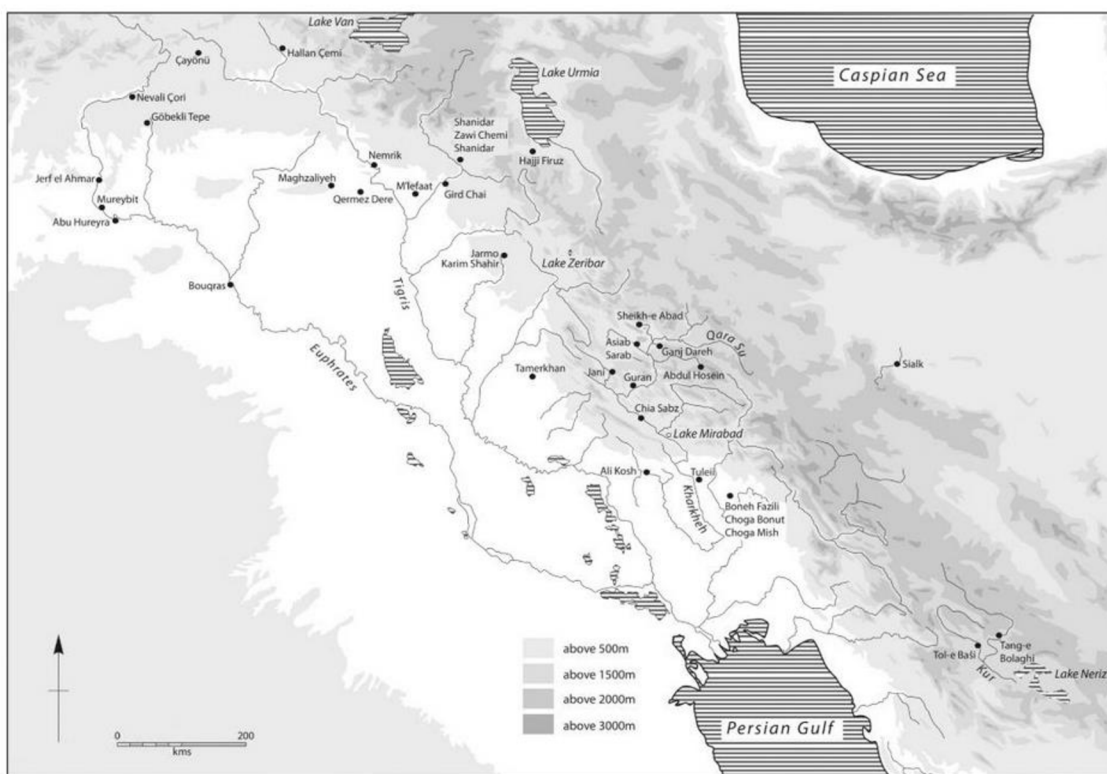 Lake Van
Çayönü
Hallan Çemi
Caspian Sea
Lake Urmia
Nevali Çori
Göbekli Tepe
Shanidar
Zawi Chemi
Shanidar
Nemrik
Hajji Firuz
Jerf el Ahmar
Maghzaliyeh
M'lefaat
Gird Chai
Qermez Dere
Mureybit
Abu Hureyra
Jarmo
Karim Shahir
Lake Zeribar
Bouqras
Tigris
Sheikh-e Abad
Qara Su
Euphrates
Asiab
Sarab
Ganj Dareh
Sialk
Tamerkhan
Jani
Guran
Abdul Hosein
Chia Sabz
Lake Mirabad
Ali Kosh
Tuleil
Kharkheh
Boneh Fazili
Choga Bonut
Choga Mish
above 500m
above 1500m
above 2000m
above 3000m
Tol-e Baši
Tang-e
Bolaghi
Kur
Lake Neriz
Persian Gulf
0
200
kms